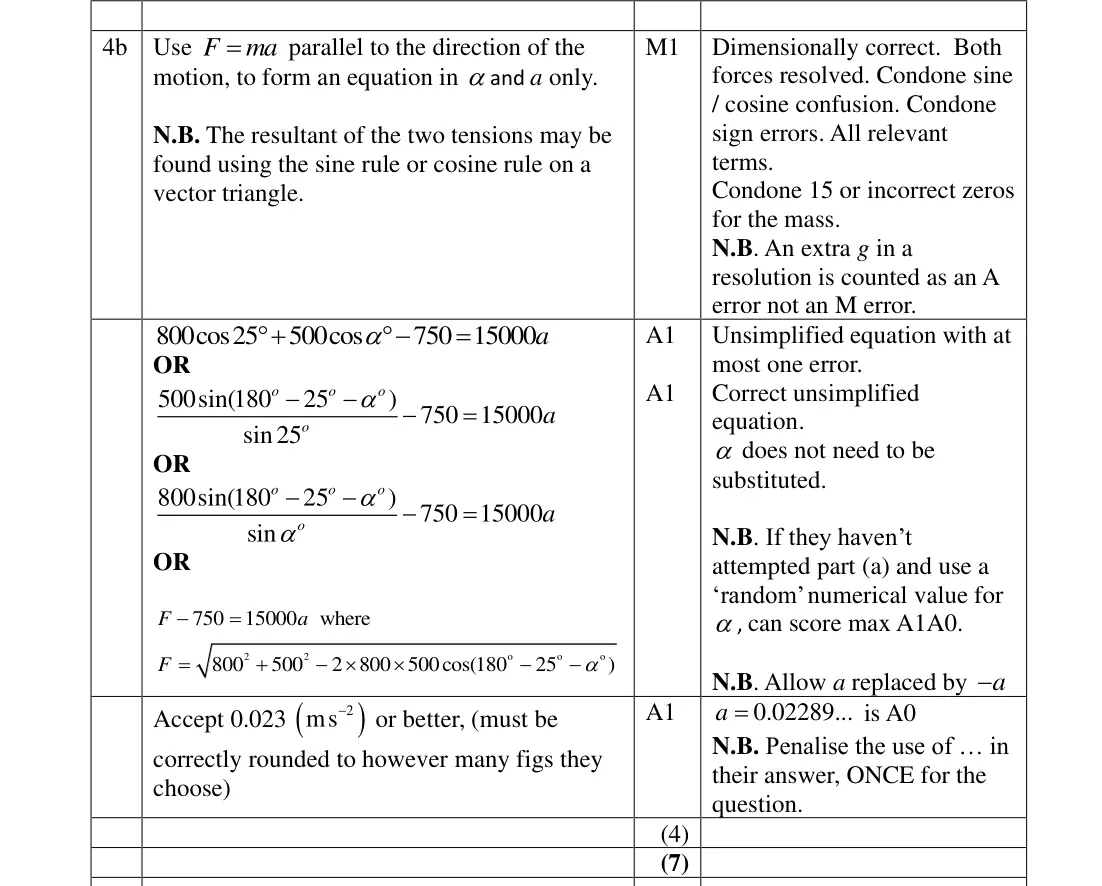 4b
Use F = ma parallel to the direction of the
motion, to form an equation in α and a only.
N.B. The resultant of the two tensions may be
found using the sine rule or cosine rule on a
vector triangle.
M1
Dimensionally correct. Both
forces resolved. Condone sine
/ cosine confusion. Condone
sign errors. All relevant
terms.
Condone 15 or incorrect zeros
for the mass.
N.B. An extra g in a
resolution is counted as an A
error not an M error.
800cos25° + 500cosα° − 750 = 15000a
OR
500sin(180° − 25° − α°) / sin 25° − 750 = 15000a
OR
800sin(180° − 25° − α°) / sin α° − 750 = 15000a
OR
F − 750 = 15000a where
F = √(800² + 500² − 2×800×500cos(180° − 25° − α°))
A1
A1
Unsimplified equation with at
most one error.
Correct unsimplified
equation.
α does not need to be
substituted.
N.B. If they haven’t
attempted part (a) and use a
‘random’ numerical value for
α , can score max A1A0.
N.B. Allow a replaced by −a
Accept 0.023 (m s⁻²) or better, (must be
correctly rounded to however many figs they
choose)
A1
a = 0.02289... is A0
N.B. Penalise the use of … in
their answer, ONCE for the
question.
(4)
(7)